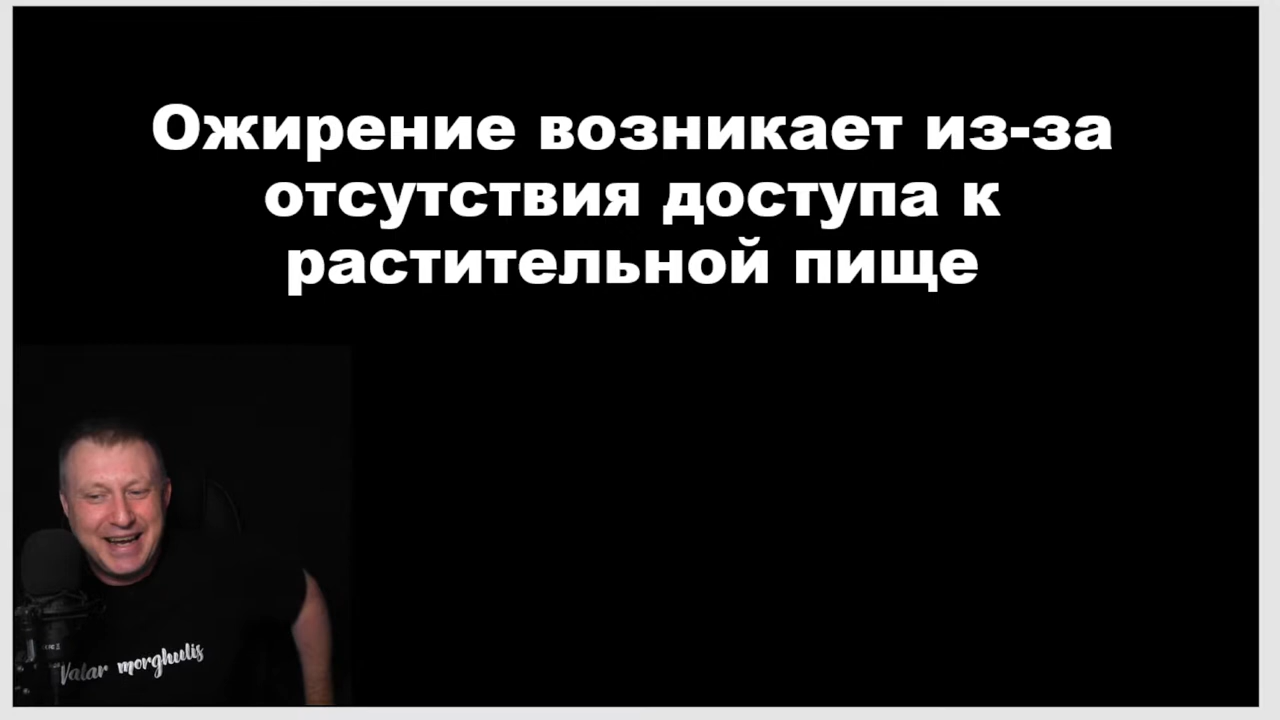 Ожирение возникает из-за
отсутствия доступа к
растительной пище
Valar morghulis